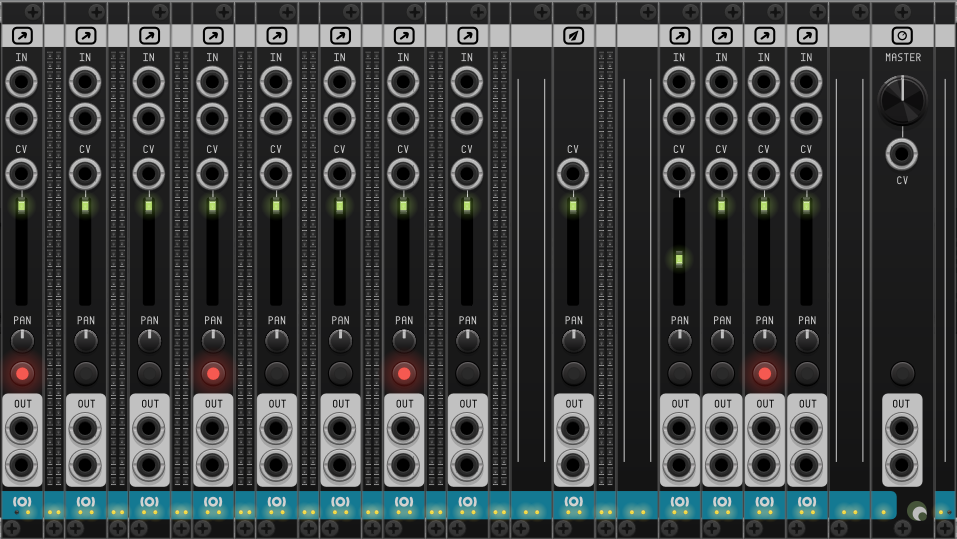 IN IN IN IN IN IN IN IN IN IN IN IN MASTER
CV CV CV CV CV CV CV CV CV CV CV CV CV
CV
PAN PAN PAN PAN PAN PAN PAN PAN PAN PAN PAN PAN PAN
OUT OUT OUT OUT OUT OUT OUT OUT OUT OUT OUT OUT OUT OUT